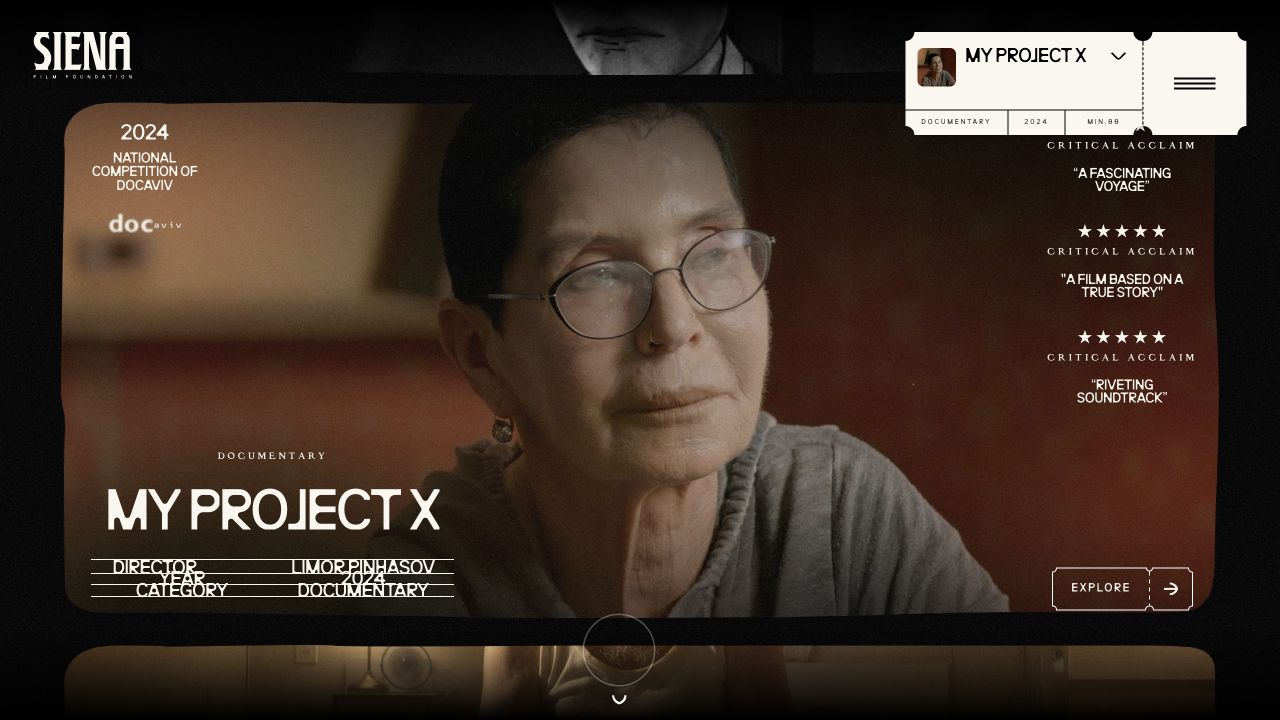 SIENA
FILM FOUNDATION
MY PROJECT X
DOCUMENTARY
2024
MIN.80
2024
NATIONAL
COMPETITION OF
DOCAVIV
docaviv
CRITICAL ACCLAIM
"A FASCINATING
VOYAGE"
★★★★★
CRITICAL ACCLAIM
"A FILM BASED ON A
TRUE STORY"
★★★★★
CRITICAL ACCLAIM
"RIVETING
SOUNDTRACK"
DOCUMENTARY
MY PROJECT X
DIRECTOR LIMOR PINHASOV
YEAR 2024
CATEGORY DOCUMENTARY
EXPLORE